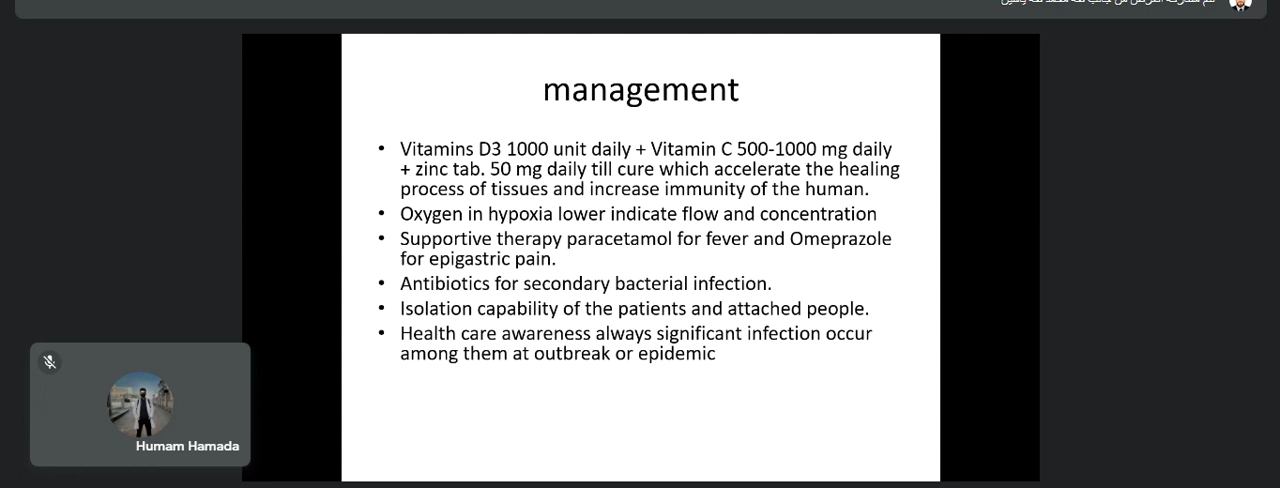 management
• Vitamins D3 1000 unit daily + Vitamin C 500-1000 mg daily
+ zinc tab. 50 mg daily till cure which accelerate the healing
process of tissues and increase immunity of the human.
• Oxygen in hypoxia lower indicate flow and concentration
• Supportive therapy paracetamol for fever and Omeprazole
for epigastric pain.
• Antibiotics for secondary bacterial infection.
• Isolation capability of the patients and attached people.
• Health care awareness always significant infection occur
among them at outbreak or epidemic
Humam Hamada